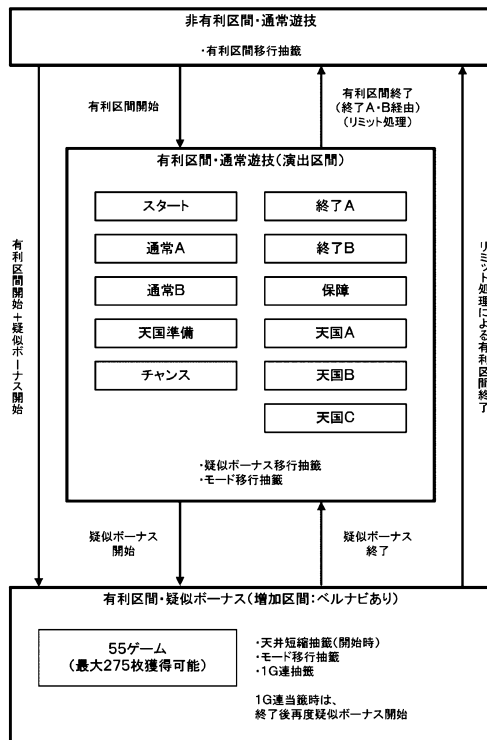 非有利区間・通常遊技
・有利区間移行抽籤
有利区間開始
有利区間終了
(終了A・B経由)
(リミット処理)
有利区間・通常遊技(演出区間)
スタート
通常A
通常B
天国準備
チャンス
終了A
終了B
保障
天国A
天国B
天国C
・疑似ボーナス移行抽籤
・モード移行抽籤
有利区間開始+疑似ボーナス開始
リミット処理による有利区間終了
疑似ボーナス
開始
疑似ボーナス
終了
有利区間・疑似ボーナス(増加区間:ベルナビあり)
55ゲーム
(最大275枚獲得可能)
・天井短縮抽籤(開始時)
・モード移行抽籤
・1G連抽籤
1G連当籤時は、
終了後再度疑似ボーナス開始